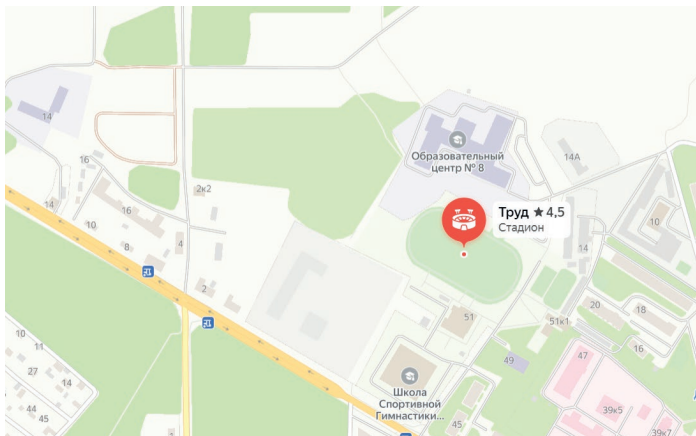 14
16
14
10
16
2к2
8
4
2
Образовательный
центр № 8
14А
Труд ★ 4,5
Стадион
10
14
20
18
16
51
51к1
47
49
39к5
39к7
45
Школа
Спортивной
Гимнастики...
10
11
27
14
44
45